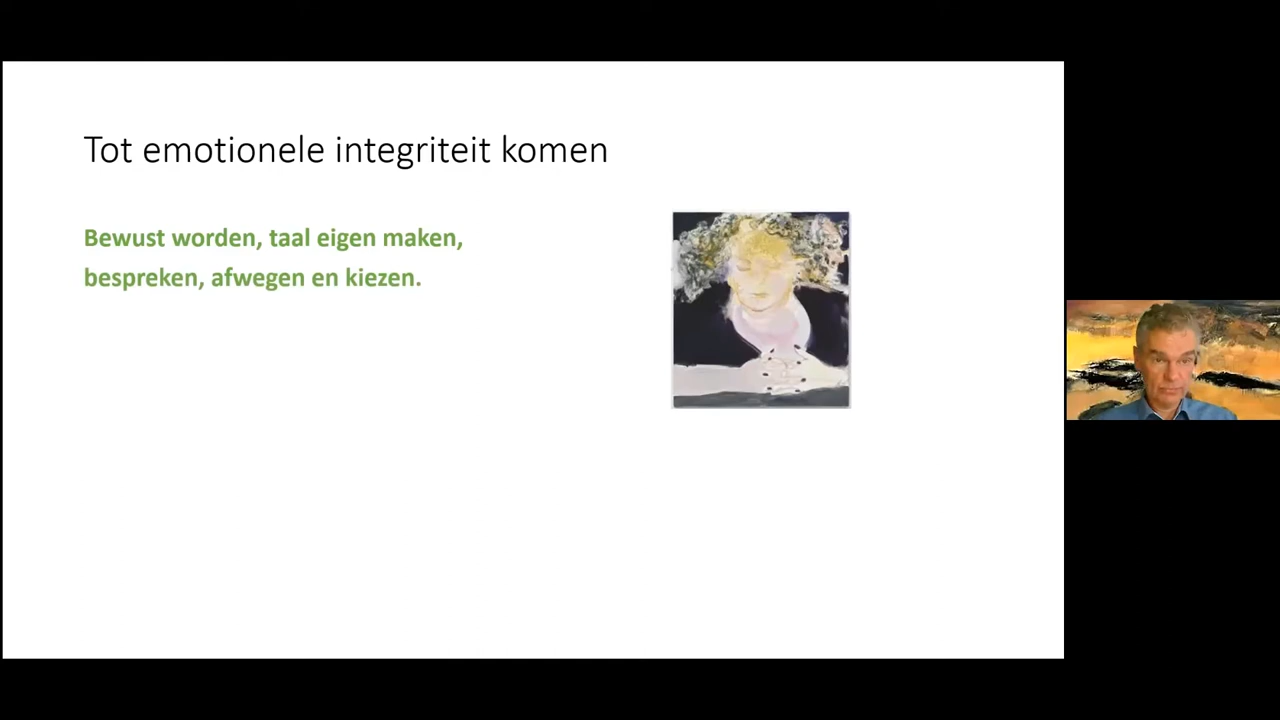 Tot emotionele integriteit komen
Bewust worden, taal eigen maken,
bespreken, afwegen en kiezen.